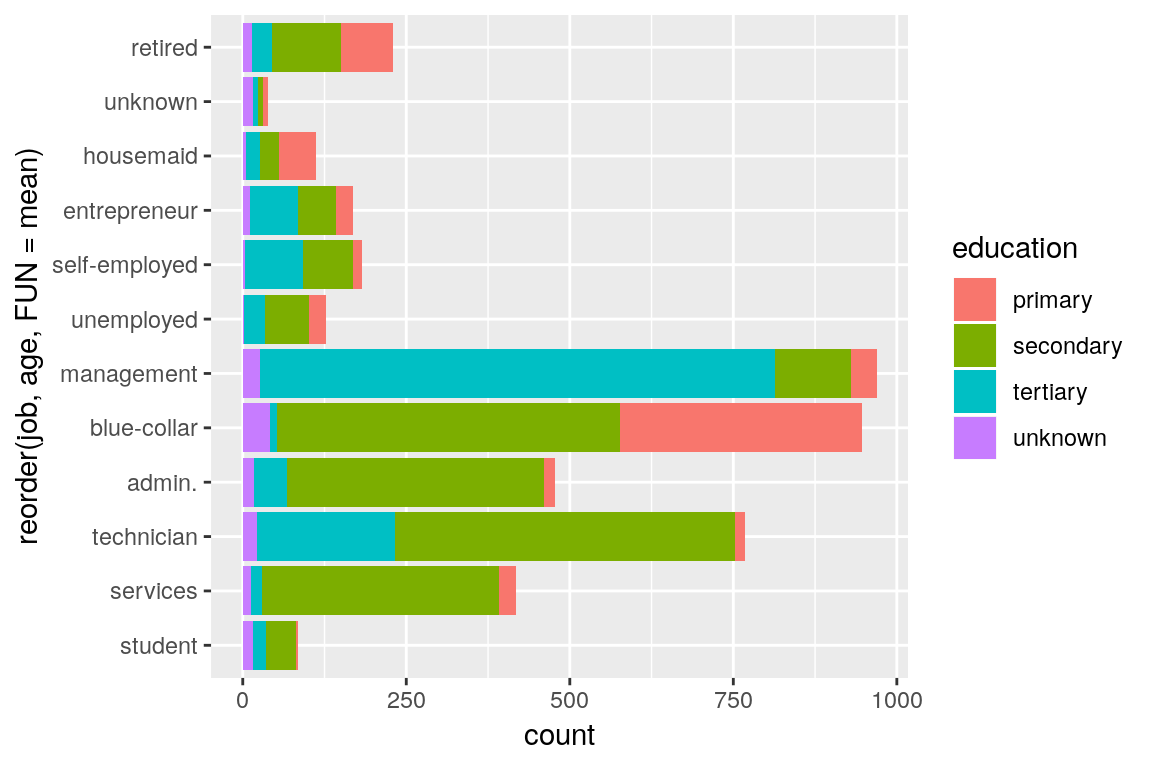 reorder(job, age, FUN = mean)
retired
unknown
housemaid
entrepreneur
self-employed
unemployed
management
blue-collar
admin.
technician
services
student
0 250 500 750 1000
count
education
primary
secondary
tertiary
unknown